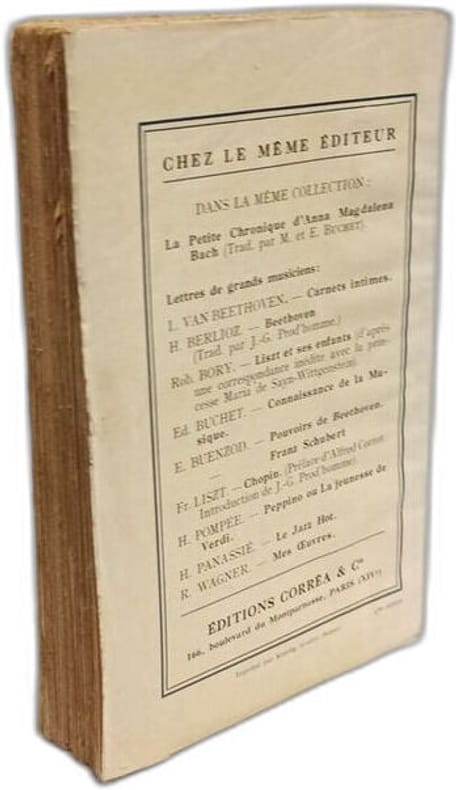 CHEZ LE MÊME ÉDITEUR
DANS LA MÊME COLLECTION :
La Petite Chronique d'Anna Magdalena
Bach (Trad. par M. et E. BUCHET).
Lettres de grands musiciens :
L. VAN BEETHOVEN. — Carnets intimes.
H. BERLIOZ. — Beethoven
(Trad. par J.-G. Prod'homme.)
Rob. BORY. — Liszt et ses enfants (d'après
une correspondance inédite avec la prin-
cesse Maria de Sayn-Wittgenstein).
Ed. BUCHET. — Connaissance de la Mu-
sique.
E. BUENZOD. — Pouvoirs de Beethoven.
— Franz Schubert
Fr. LISZT. — Chopin. (Préface d'Alfred Cortot
Introduction de J.-G. Prod'homme).
H. POMPÉE. — Peppino ou La jeunesse de
Verdi.
H. PANASSIÉ. — Le Jazz Hot.
R. WAGNER. — Mes Œuvres.
ÉDITIONS CORRÊA & Cie
166, boulevard du Montparnasse, PARIS (XIVe)